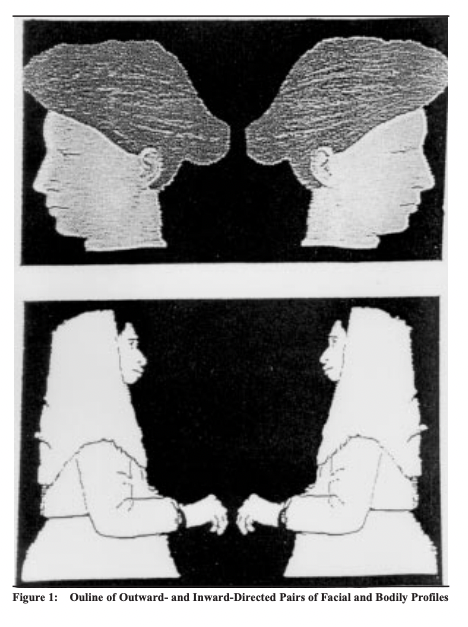 Figure 1: Ouline of Outward- and Inward-Directed Pairs of Facial and Bodily Profiles